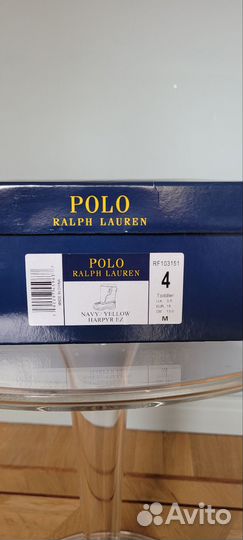 POLO
RALPH LAUREN
POLO
RALPH LAUREN
RF103151
4
Toddler
NAVY/ YELLOW
HARPYR EZ
M
Avito